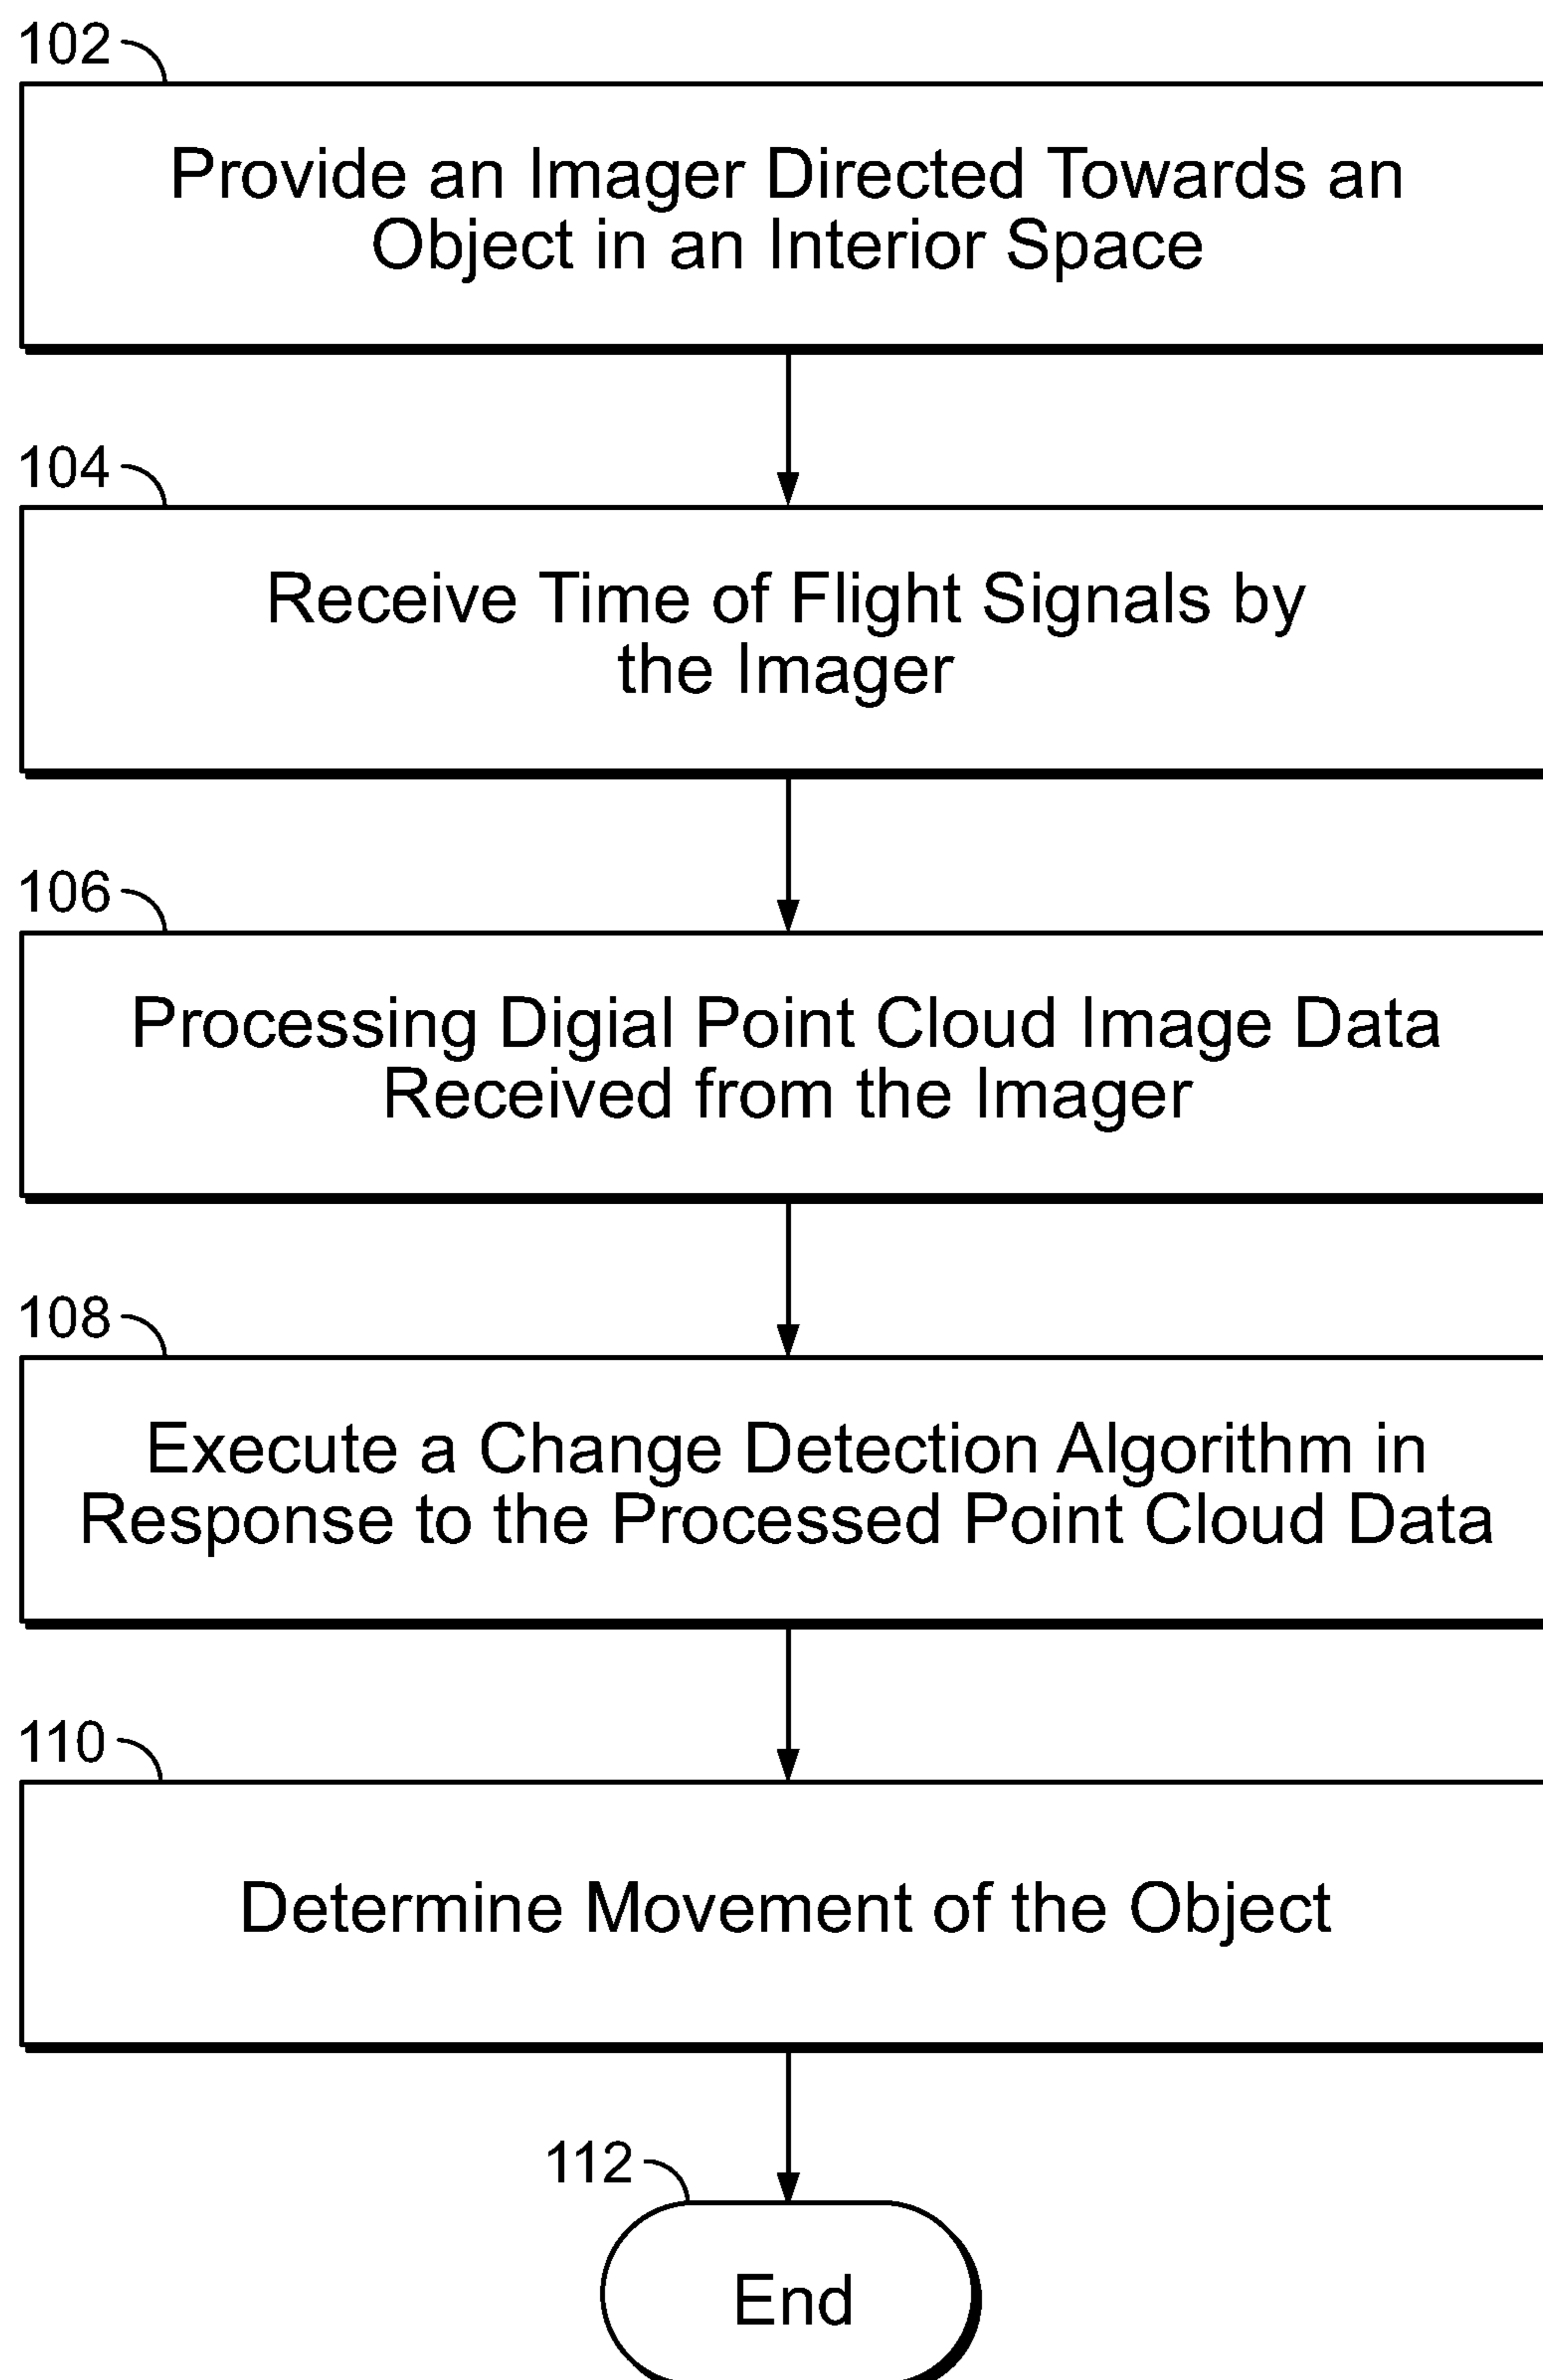 102
Provide an Imager Directed Towards an
Object in an Interior Space
104
Receive Time of Flight Signals by
the Imager
106
Processing Digial Point Cloud Image Data
Received from the Imager
108
Execute a Change Detection Algorithm in
Response to the Processed Point Cloud Data
110
Determine Movement of the Object
112
End